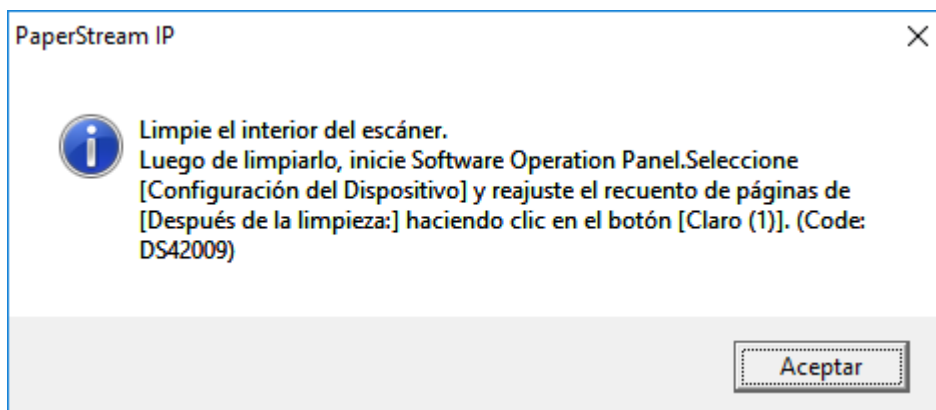 PaperStream IP
Limpie el interior del escáner.
Luego de limpiarlo, inicie Software Operation Panel.Seleccione
[Configuración del Dispositivo] y reajuste el recuento de páginas de
[Después de la limpieza:] haciendo clic en el botón [Claro (1)]. (Code:
DS42009)
Aceptar